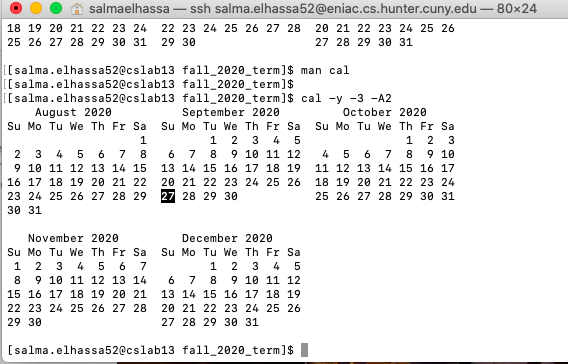 salmaelhassa — ssh salma.elhassa52@eniac.cs.hunter.cuny.edu — 80×24
18 19 20 21 22 23 24  22 23 24 25 26 27 28  20 21 22 23 24 25 26
25 26 27 28 29 30 31  29 30                 27 28 29 30 31

[[salma.elhassa52@cslab13 fall_2020_term]$ man cal
[[salma.elhassa52@cslab13 fall_2020_term]$
[[salma.elhassa52@cslab13 fall_2020_term]$ cal -y -3 -A2
    August 2020         September 2020         October 2020
Su Mo Tu We Th Fr Sa  Su Mo Tu We Th Fr Sa  Su Mo Tu We Th Fr Sa
                   1         1  2  3  4  5               1  2  3
 2  3  4  5  6  7  8   6  7  8  9 10 11 12   4  5  6  7  8  9 10
 9 10 11 12 13 14 15  13 14 15 16 17 18 19  11 12 13 14 15 16 17
16 17 18 19 20 21 22  20 21 22 23 24 25 26  18 19 20 21 22 23 24
23 24 25 26 27 28 29  27 28 29 30           25 26 27 28 29 30 31
30 31

   November 2020         December 2020
Su Mo Tu We Th Fr Sa  Su Mo Tu We Th Fr Sa
 1  2  3  4  5  6  7         1  2  3  4  5
 8  9 10 11 12 13 14   6  7  8  9 10 11 12
15 16 17 18 19 20 21  13 14 15 16 17 18 19
22 23 24 25 26 27 28  20 21 22 23 24 25 26
29 30                 27 28 29 30 31

[salma.elhassa52@cslab13 fall_2020_term]$